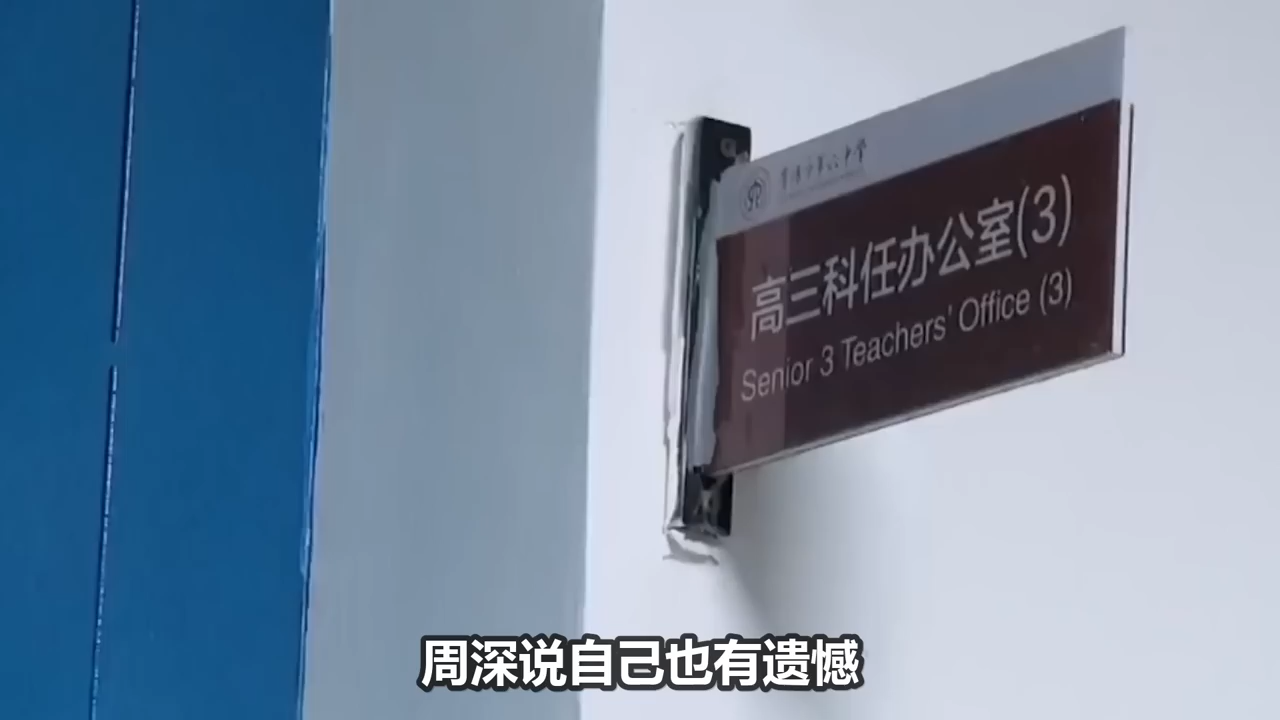 高三科任办公室(3)
Senior 3 Teachers' Office (3)
周深说自己也有遗憾